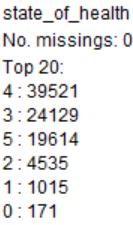 state_of_health
No. missings: 0
Top 20:
4 : 39521
3 : 24129
5 : 19614
2 : 4535
1 : 1015
0 : 171